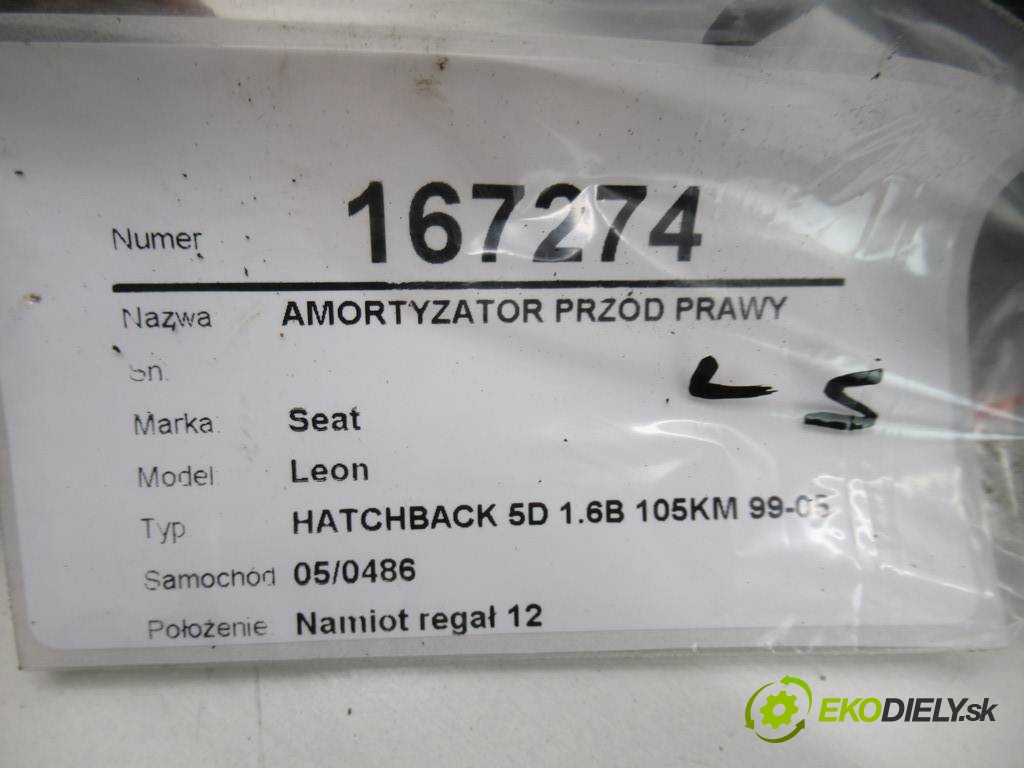 Numer 167274
Nazwa AMORTYZATOR PRZÓD PRAWY
Sn.
L S
Marka: Seat
Model Leon
Typ HATCHBACK 5D 1.6B 105KM 99-05
Samochód 05/0486
Położenie: Namiot regał 12
EKODIELY.sk